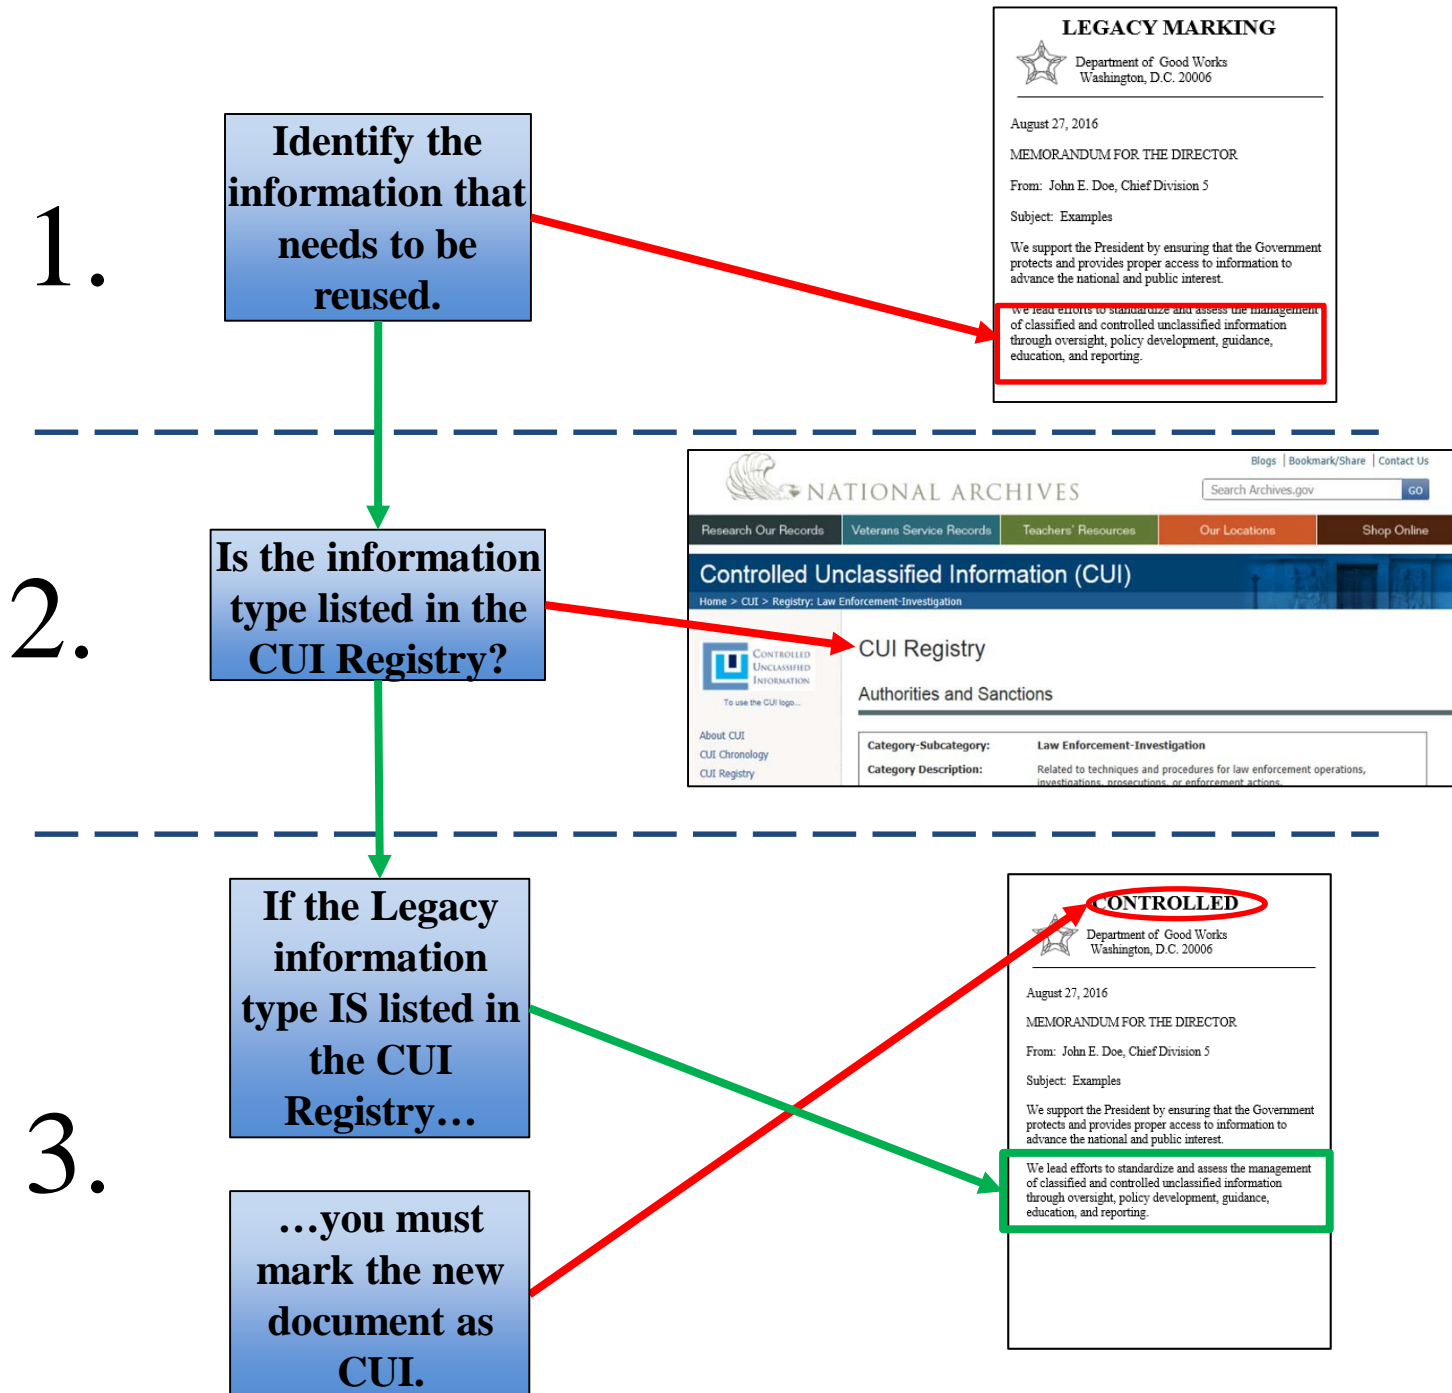 1.
Identify the
information that
needs to be
reused.
LEGACY MARKING
Department of Good Works
Washington, D.C. 20006
August 27, 2016
MEMORANDUM FOR THE DIRECTOR
From: John E. Doe, Chief Division 5
Subject: Examples
We support the President by ensuring that the Government
protects and provides proper access to information to
advance the national and public interest.
We lead efforts to standardize and assess the management
of classified and controlled unclassified information
through oversight, policy development, guidance,
education, and reporting.
2.
Is the information
type listed in the
CUI Registry?
Blogs | Bookmark/Share | Contact Us
NATIONAL ARCHIVES
Search Archives.gov
GO
Research Our Records
Veterans Service Records
Teachers' Resources
Our Locations
Shop Online
Controlled Unclassified Information (CUI)
Home > CUI > Registry: Law Enforcement-Investigation
CONTROLLED
UNCLASSIFIED
INFORMATION
To use the CUI logo...
About CUI
CUI Chronology
CUI Registry
CUI Registry
Authorities and Sanctions
Category-Subcategory: Law Enforcement-Investigation
Category Description: Related to techniques and procedures for law enforcement operations,
investigations, prosecutions, or enforcement actions.
3.
If the Legacy
information
type IS listed in
the CUI
Registry…
…you must
mark the new
document as
CUI.
CONTROLLED
Department of Good Works
Washington, D.C. 20006
August 27, 2016
MEMORANDUM FOR THE DIRECTOR
From: John E. Doe, Chief Division 5
Subject: Examples
We support the President by ensuring that the Government
protects and provides proper access to information to
advance the national and public interest.
We lead efforts to standardize and assess the management
of classified and controlled unclassified information
through oversight, policy development, guidance,
education, and reporting.